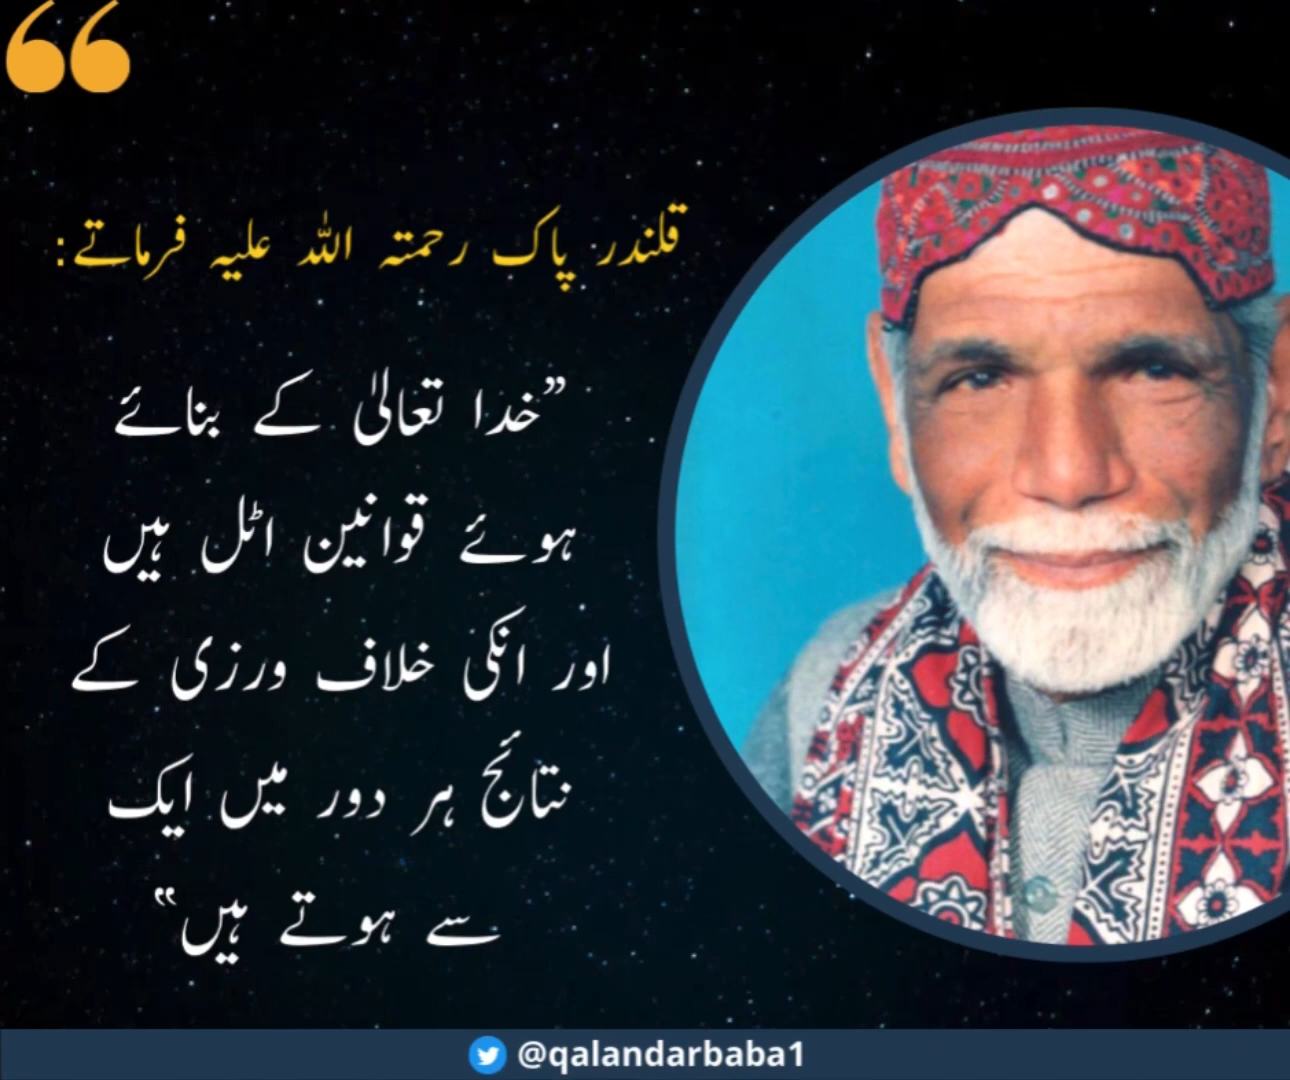 قلندر پاک رحمتہ اللہ علیہ فرماتے:
”خدا تعالیٰ کے بنائے
ہوئے قوانین اٹل ہیں
اور انکی خلاف ورزی کے
نتائج ہر دور میں ایک
سے ہوتے ہیں“
@qalandarbaba1